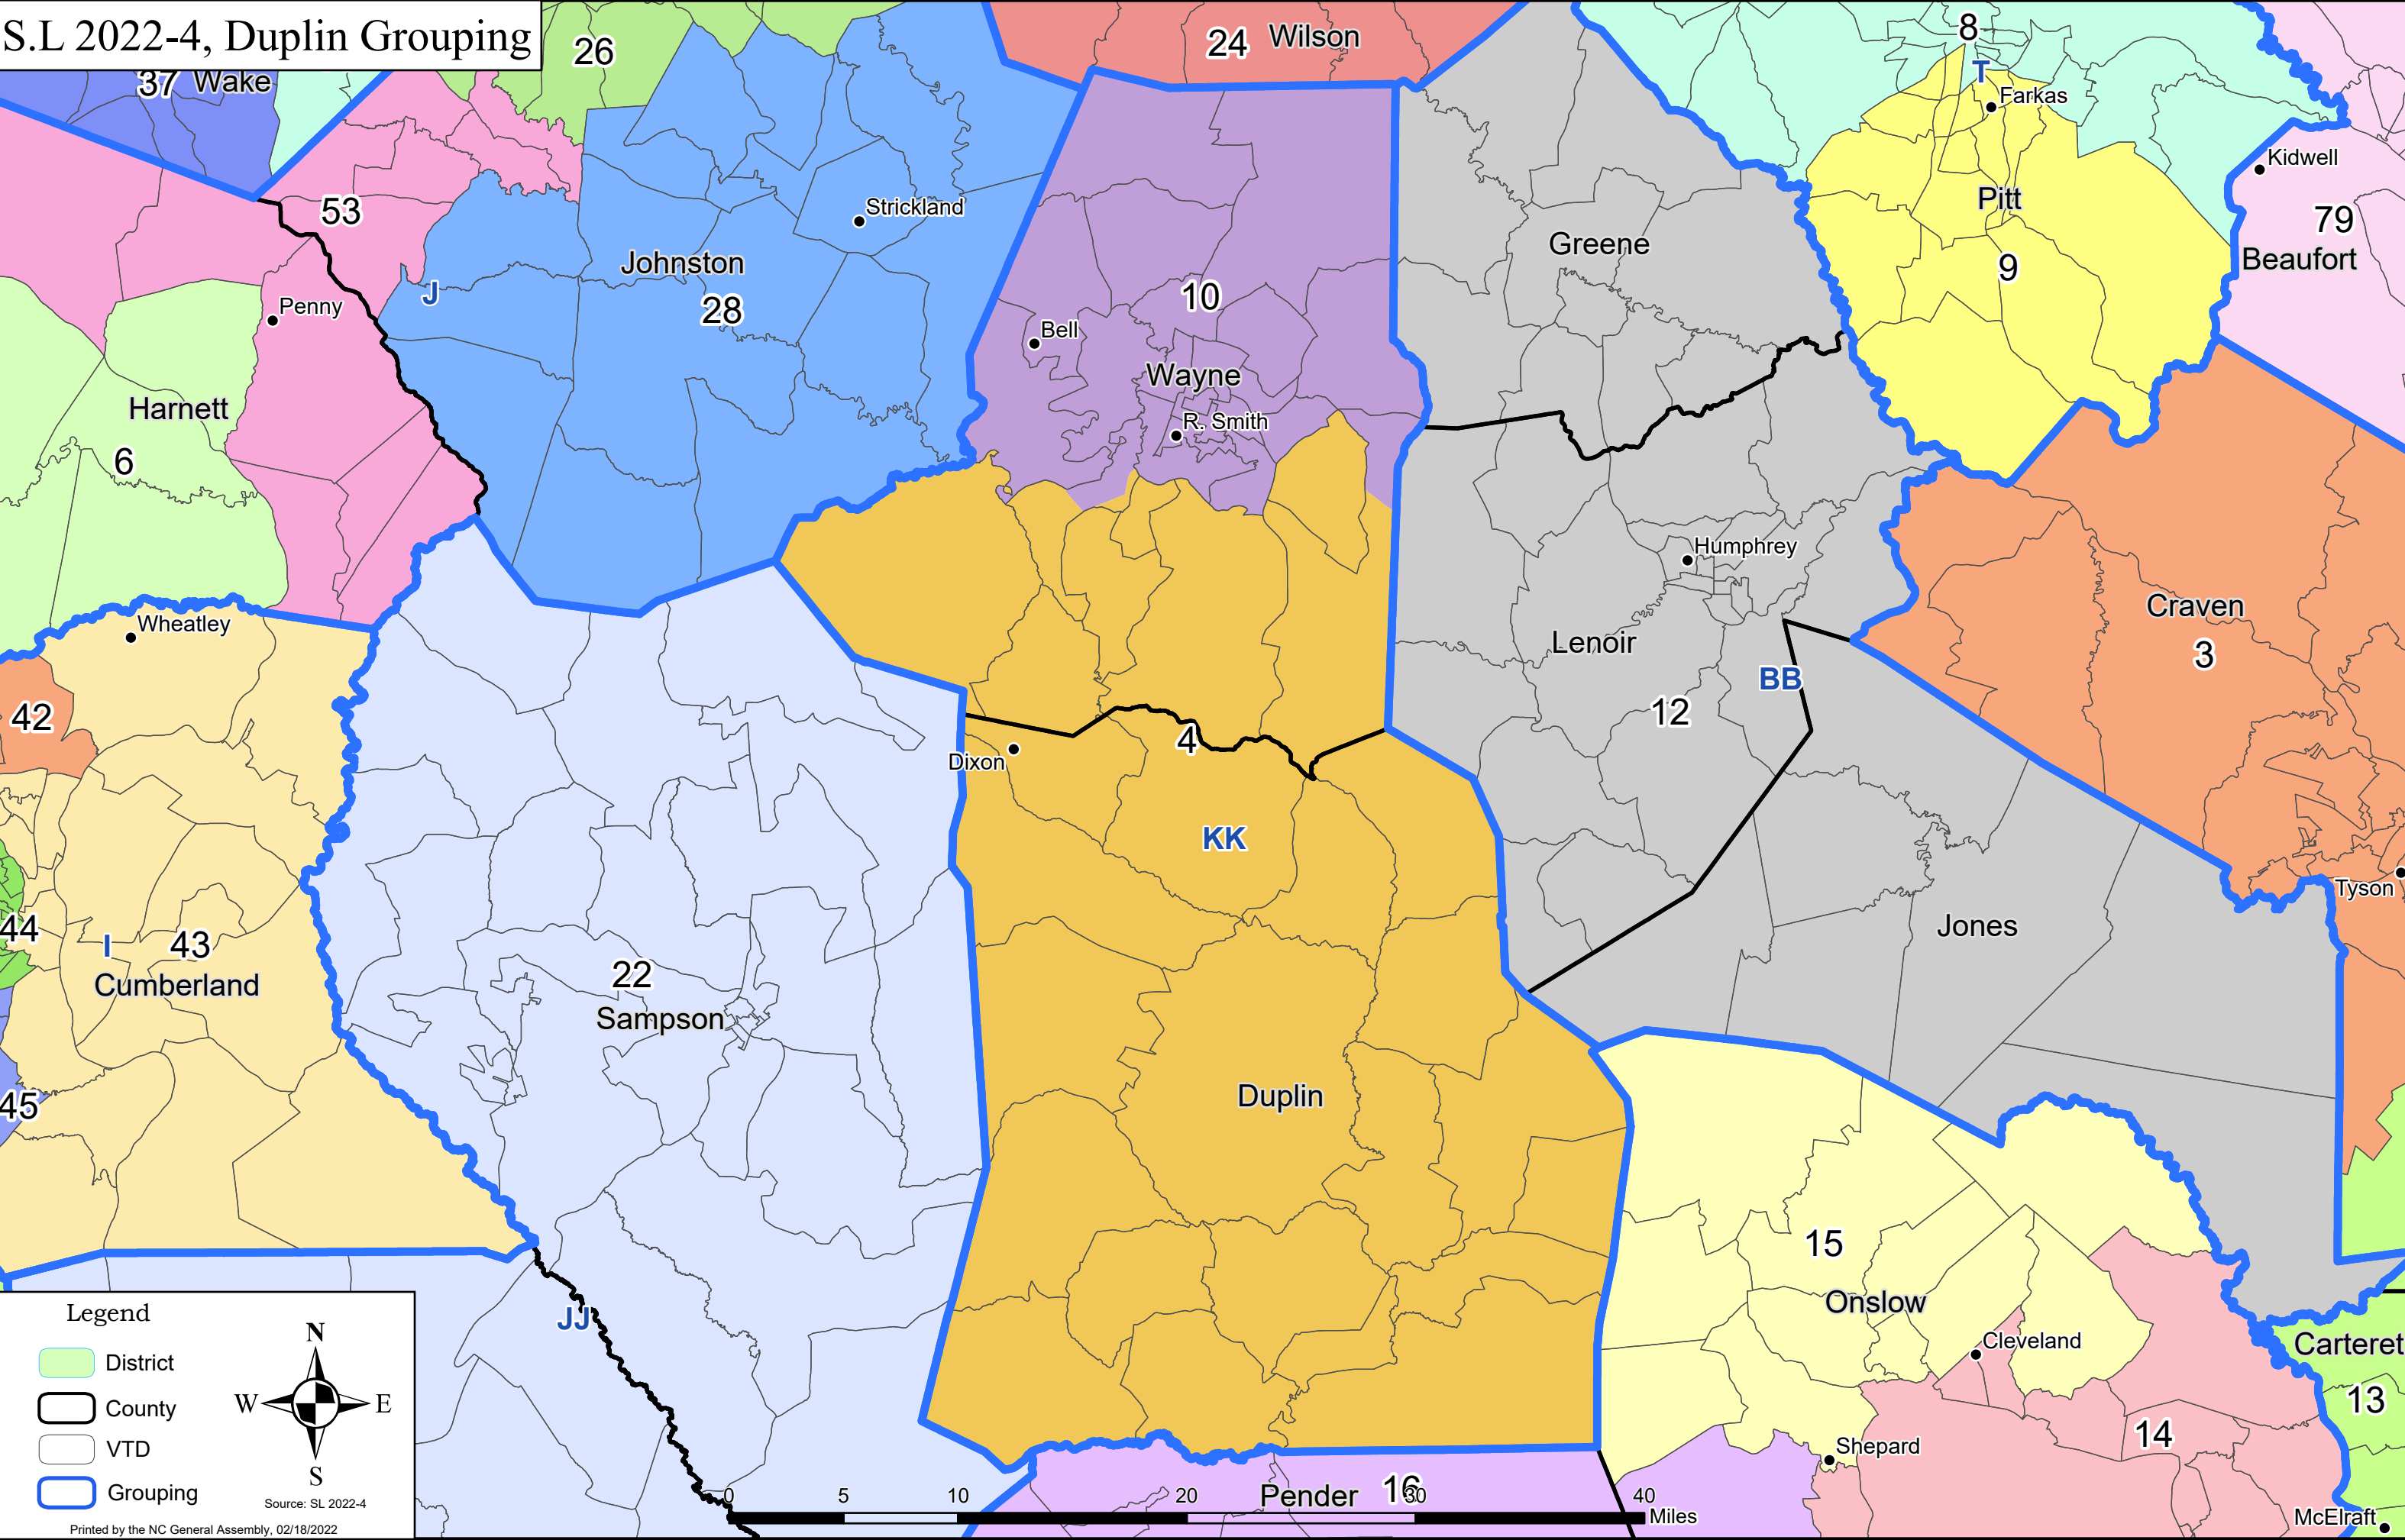 S.L 2022-4, Duplin Grouping
26
24 Wilson
8
T
Farkas
37 Wake
Kidwell
53
Strickland
Pitt
79
Greene
Beaufort
Johnston
9
J
28
10
Penny
Bell
Wayne
Harnett
R. Smith
6
Humphrey
Craven
Wheatley
Lenoir
3
BB
42
12
4
Dixon
KK
Tyson
44
I
43
Jones
22
Cumberland
Sampson
45
Duplin
15
Onslow
JJ
Cleveland
Carteret
13
14
Shepard
Pender 16
McElraft
Legend
District
County
VTD
Grouping
N
W
E
S
Source: SL 2022-4
Printed by the NC General Assembly, 02/18/2022
0 5 10 20 30 40
Miles